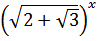 (√(2 + √3))ˣ